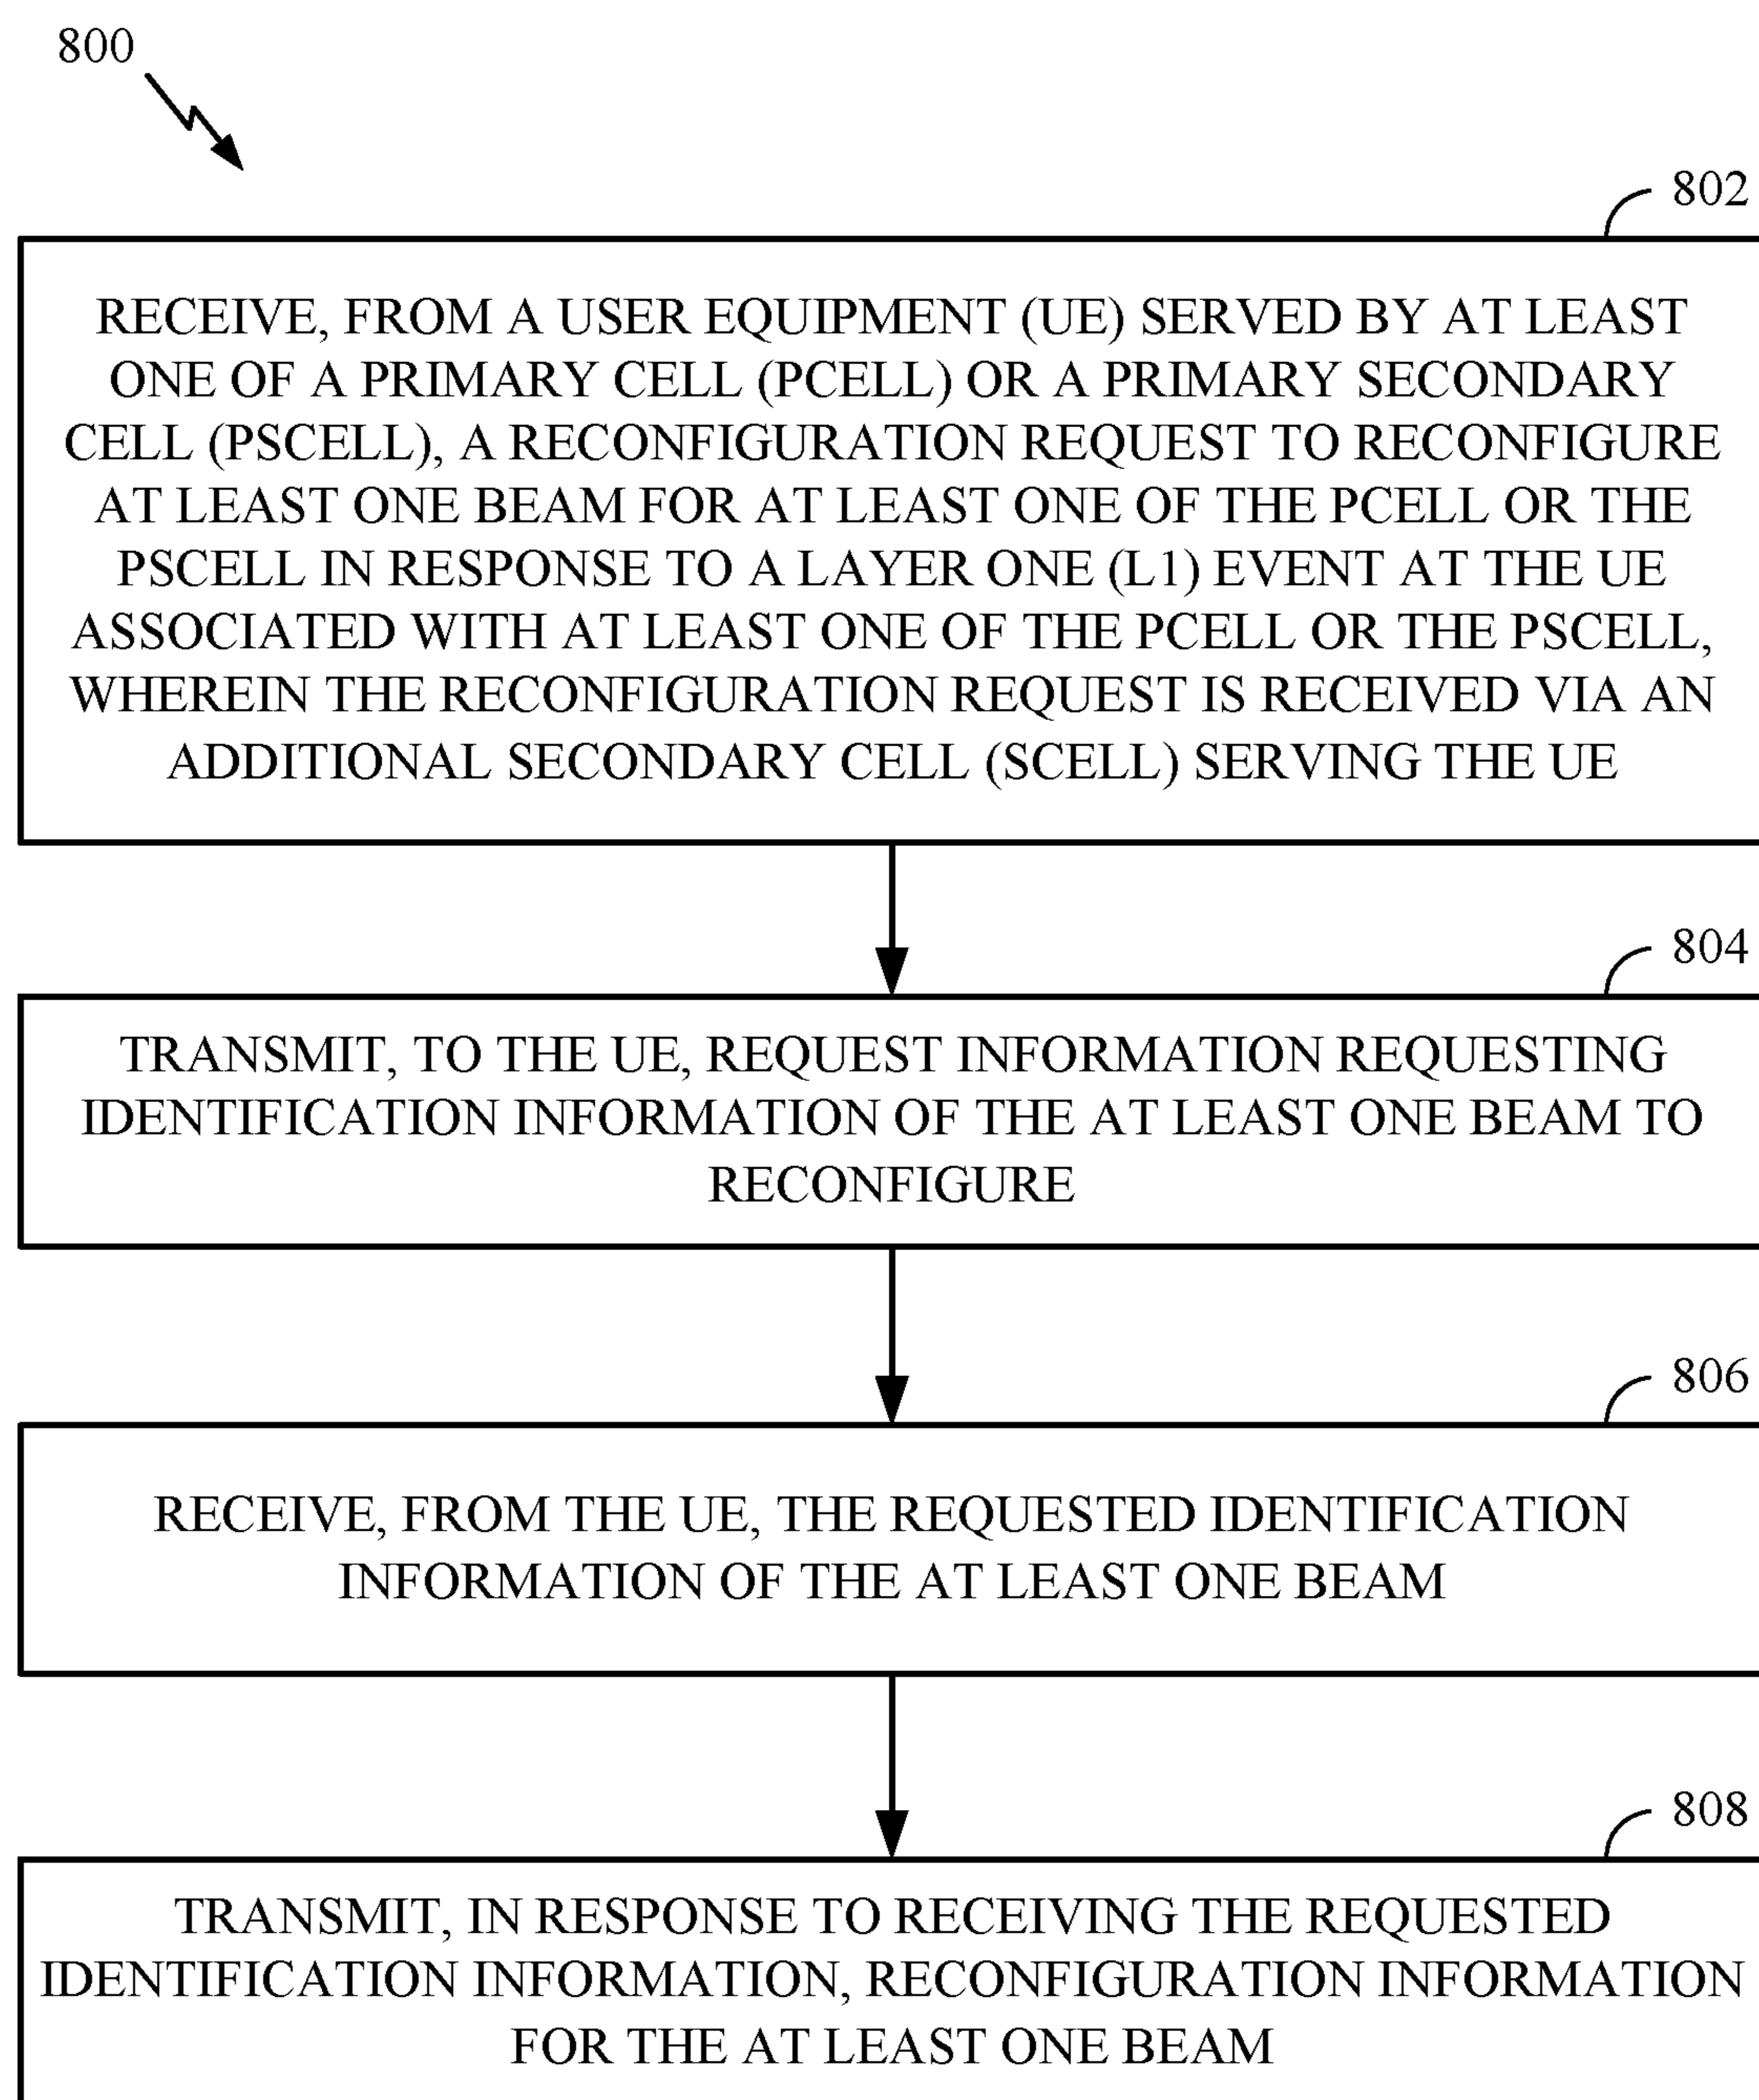 800
802
RECEIVE, FROM A USER EQUIPMENT (UE) SERVED BY AT LEAST
ONE OF A PRIMARY CELL (PCELL) OR A PRIMARY SECONDARY
CELL (PSCELL), A RECONFIGURATION REQUEST TO RECONFIGURE
AT LEAST ONE BEAM FOR AT LEAST ONE OF THE PCELL OR THE
PSCELL IN RESPONSE TO A LAYER ONE (L1) EVENT AT THE UE
ASSOCIATED WITH AT LEAST ONE OF THE PCELL OR THE PSCELL,
WHEREIN THE RECONFIGURATION REQUEST IS RECEIVED VIA AN
ADDITIONAL SECONDARY CELL (SCELL) SERVING THE UE
804
TRANSMIT, TO THE UE, REQUEST INFORMATION REQUESTING
IDENTIFICATION INFORMATION OF THE AT LEAST ONE BEAM TO
RECONFIGURE
806
RECEIVE, FROM THE UE, THE REQUESTED IDENTIFICATION
INFORMATION OF THE AT LEAST ONE BEAM
808
TRANSMIT, IN RESPONSE TO RECEIVING THE REQUESTED
IDENTIFICATION INFORMATION, RECONFIGURATION INFORMATION
FOR THE AT LEAST ONE BEAM